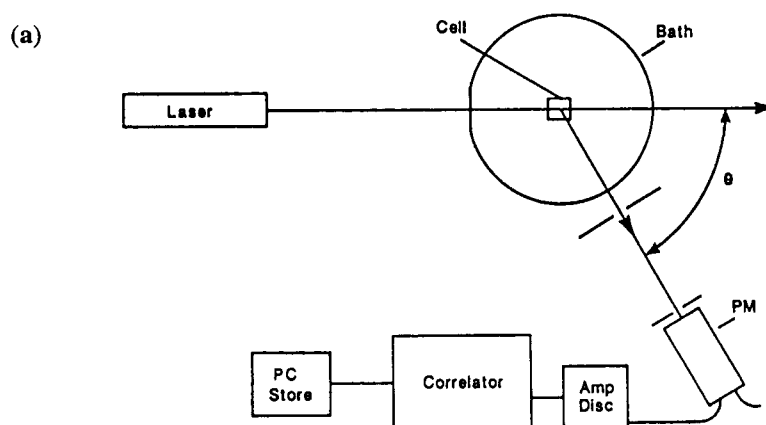 (a)
Cell
Bath
Laser
θ
PM
PC
Store
Correlator
Amp
Disc